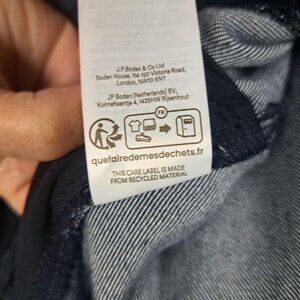 J.P. Boden & Co Ltd
Boden House, 114-120 Victoria Road,
London, NW10 6NY
JP Boden (Netherlands) BV,
Konnetlaantje 4, 1435HW Rijsenhout
FR
quefairedemesdechets.fr
THIS CARE LABEL IS MADE
FROM RECYCLED MATERIAL